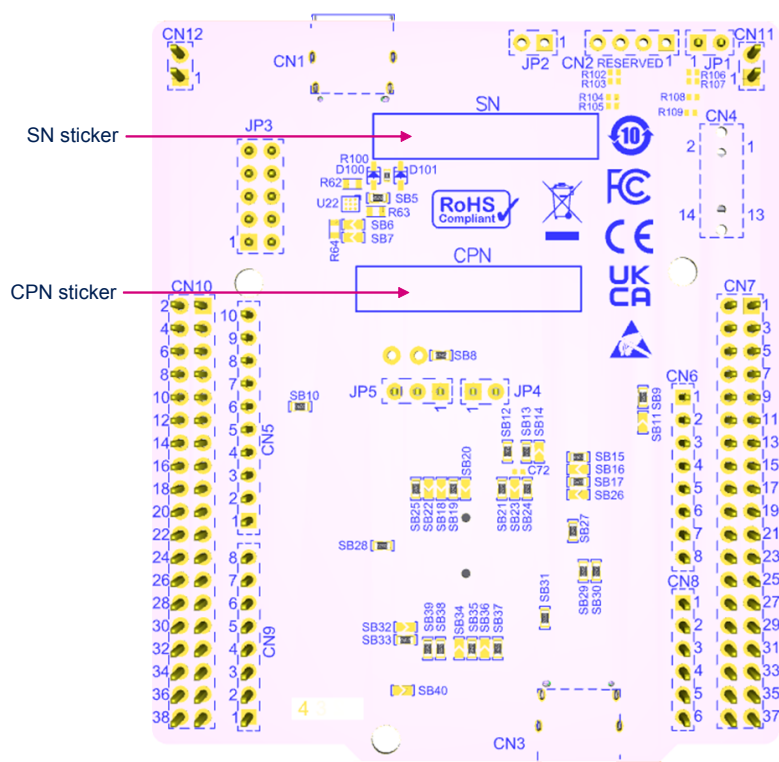 CN12
1
CN1
JP2
1
CN2 RESERVED 1
JP1
1
CN11
1
R102
R103
R104
R105
R106
R107
R108
R109
SN sticker
SN
10
CN4
2
1
14
13
JP3
1
R100
D100
D101
R62
SB5
U22
R63
SB6
SB7
R64
RoHS
Compliant
FC
CE
UK
CA
CPN sticker
CPN
CN10
2
4
6
8
10
12
14
16
18
20
22
24
26
28
30
32
34
36
38
10
9
8
7
6
5
4
3
2
1
CN5
8
7
6
5
4
3
2
1
CN9
SB8
JP5
1
JP4
1
SB10
SB12
SB13
SB14
C72
SB20
SB25
SB22
SB18
SB19
SB21
SB23
SB24
SB15
SB16
SB17
SB26
SB27
SB28
SB29
SB30
SB31
SB32
SB33
SB39
SB38
SB34
SB35
SB36
SB37
SB40
SB9
SB11
CN6
1
2
3
4
5
6
7
8
CN8
1
2
3
4
5
6
CN7
1
3
5
7
9
11
13
15
17
19
21
23
25
27
29
31
33
35
37
4
CN3